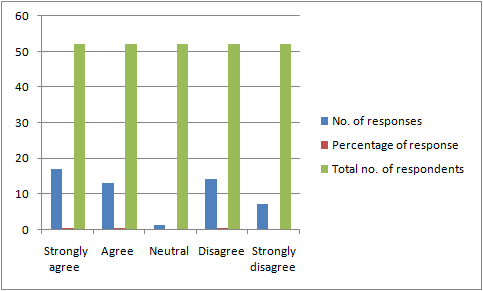 60
50
40
30
20
10
0
Strongly agree
Agree
Neutral
Disagree
Strongly disagree
No. of responses
Percentage of response
Total no. of respondents